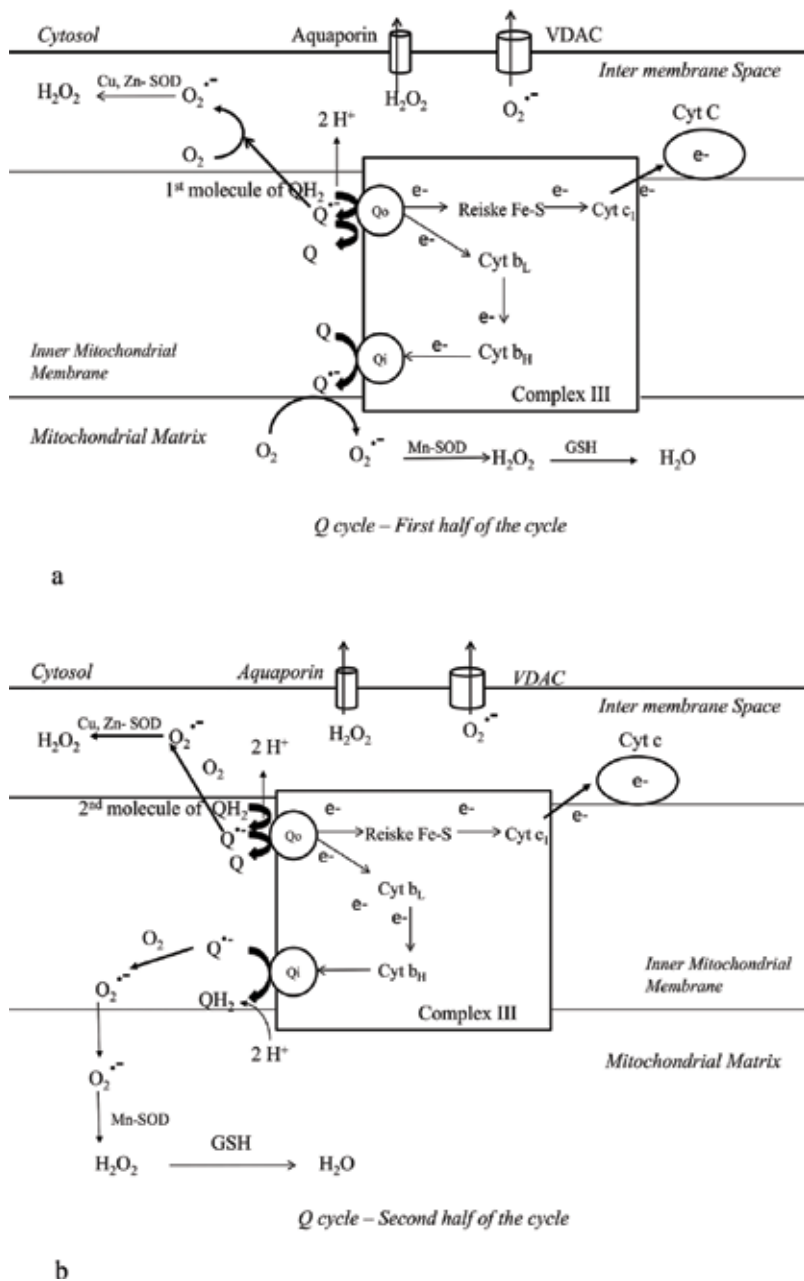 Cytosol
Aquaporin
VDAC
Inter membrane Space
H₂O₂
Cu, Zn- SOD
O₂•⁻
H₂O₂
O₂•⁻
2 H⁺
Cyt C
e-
O₂
1st molecule of QH₂
Q•⁻
Qo
e-
Reiske Fe-S
e-
Cyt c₁
e-
Q
e-
Cyt b_L
e-
Q
Inner Mitochondrial
Membrane
Q•⁻
Qi
e-
Cyt b_H
Complex III
Mitochondrial Matrix
O₂
O₂•⁻
Mn-SOD
H₂O₂
GSH
H₂O
Q cycle – First half of the cycle
a
Cytosol
Aquaporin
VDAC
Inter membrane Space
H₂O₂
Cu, Zn- SOD
O₂•⁻
H₂O₂
O₂•⁻
O₂
2 H⁺
Cyt c
e-
2nd molecule of QH₂
Q•⁻
Q
Qo
e-
Reiske Fe-S
e-
Cyt c₁
e-
e-
Cyt b_L
e-
e-
O₂
Q•⁻
Qi
Cyt b_H
Inner Mitochondrial
Membrane
O₂•⁻
QH₂
Complex III
2 H⁺
Mitochondrial Matrix
O₂•⁻
Mn-SOD
H₂O₂
GSH
H₂O
Q cycle – Second half of the cycle
b